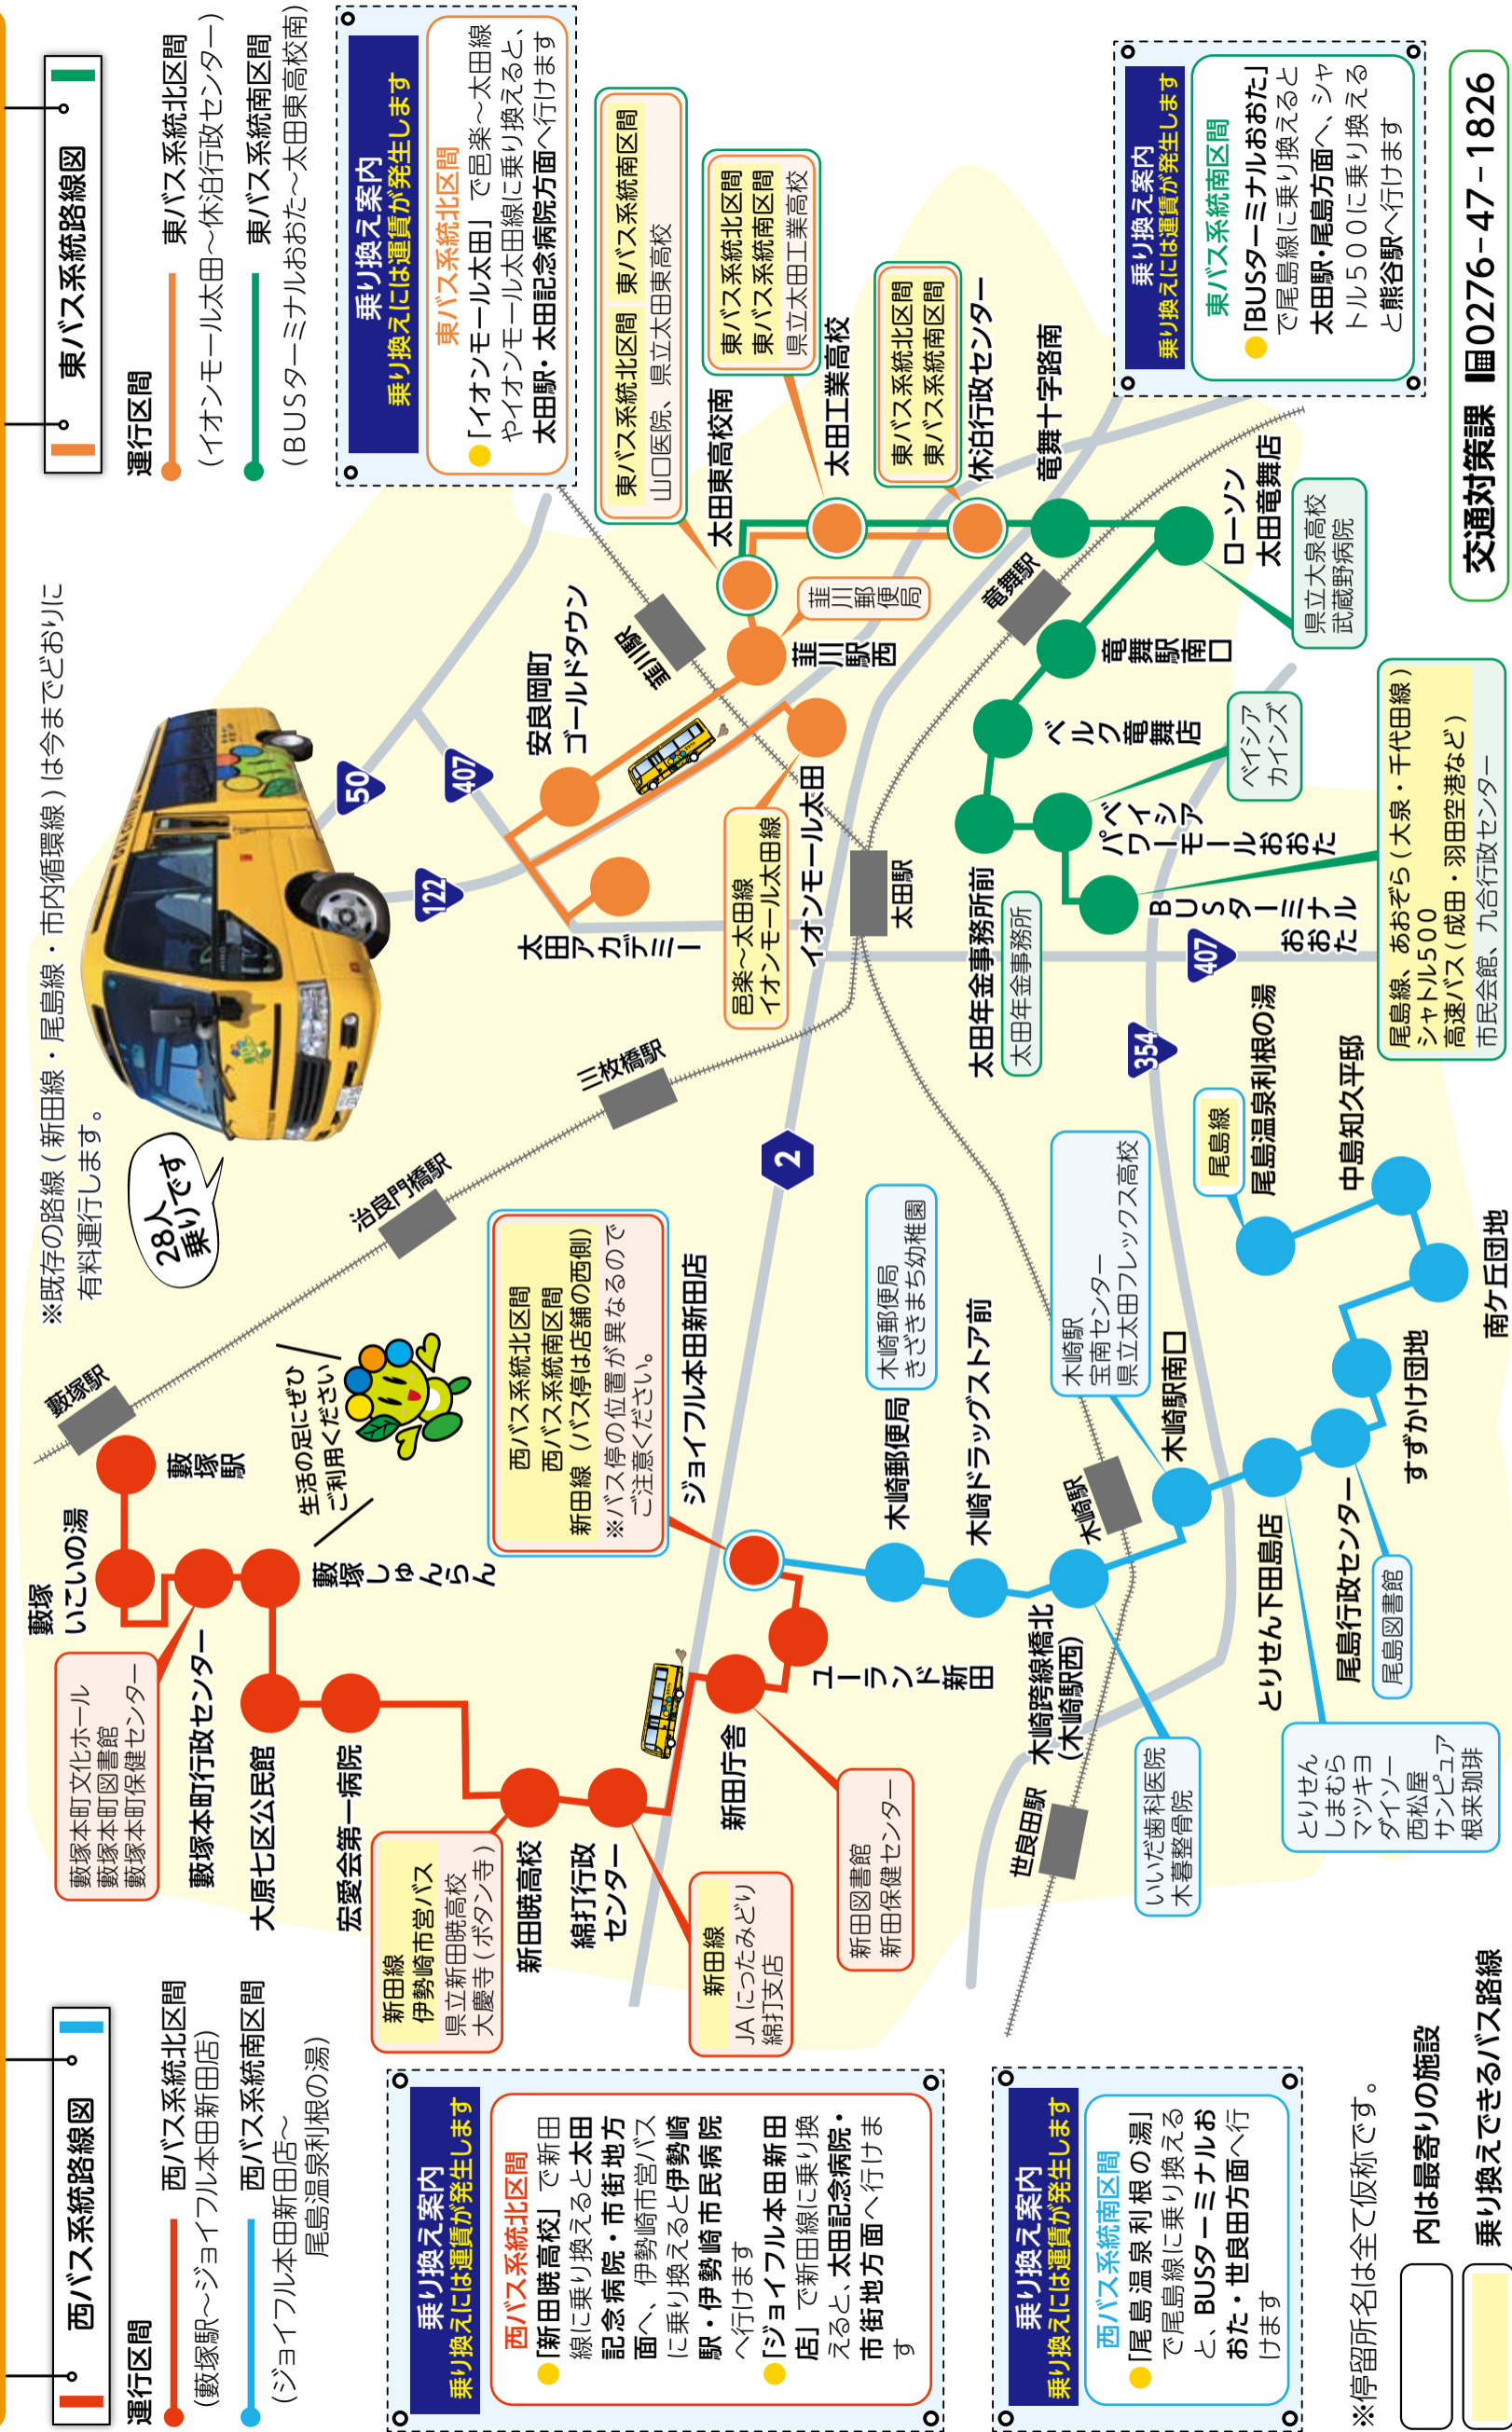 西バス系統路線図
運行区間
西バス系統北区間
(藪塚駅～ジョイフル本田新田店)
西バス系統南区間
(ジョイフル本田新田店～
尾島温泉利根の湯)
東バス系統路線図
運行区間
東バス系統北区間
(イオンモール太田～休泊行政センター)
東バス系統南区間
(BUSターミナルおおた～太田東高校南)
※既存の路線(新田線・尾島線・市内循環線)は今までどおりに
有料運行します。
28人
乗りです
生活の足にぜひ
ご利用ください
藪塚駅
治良門橋駅
三枚橋駅
太田駅
韮川駅
竜舞駅
木崎駅
世良田駅
50
407
122
2
354
407
藪塚
駅
藪塚
いこいの湯
藪塚本町行政センター
藪塚本町文化ホール
藪塚本町図書館
藪塚本町保健センター
藪塚しゅんらん
大原七区公民館
宏愛会第一病院
新田暁高校
新田線
伊勢崎市営バス
県立新田暁高校
大慶寺(ボタン寺)
綿打行政
センター
新田線
JAにったみどり
綿打支店
新田庁舎
新田図書館
新田保健センター
ユーランド新田
ジョイフル本田新田店
西バス系統北区間
西バス系統南区間
新田線(バス停は店舗の西側)
※バス停の位置が異なるので
ご注意ください。
木崎郵便局
木崎郵便局
きざきまち幼稚園
木崎ドラッグストア前
木崎跨線橋北
(木崎駅西)
いいだ歯科医院
木暮整骨院
木崎駅南口
木崎駅
宝南センター
県立太田フレックス高校
とりせん下田島店
とりせん
しまむら
マツキヨ
ダイソー
西松屋
サンピュア
根来珈琲
尾島行政センター
尾島図書館
すずかけ団地
南ケ丘団地
中島知久平邸
尾島温泉利根の湯
尾島線
太田アカデミー
安良岡町
ゴールドタウン
イオンモール太田
邑楽～太田線
イオンモール太田線
韮川駅西
韮川郵便局
太田東高校南
東バス系統北区間 東バス系統南区間
山口医院、県立太田東高校
太田工業高校
東バス系統北区間
東バス系統南区間
県立太田工業高校
休泊行政センター
東バス系統北区間
東バス系統南区間
竜舞十字路南
ローソン
太田竜舞店
県立大泉高校
武蔵野病院
竜舞駅南口
ベルク竜舞店
太田年金事務所前
太田年金事務所
ベイシア
パワーモールおおた
ベイシア
カインズ
BUSターミナル
おおた
尾島線、あおぞら(大泉・千代田線)
シャトル500
高速バス(成田・羽田空港など)
市民会館、九合行政センター
乗り換え案内
乗り換えには運賃が発生します
西バス系統北区間
「新田暁高校」で新田
線に乗り換えると太田
記念病院・市街地方
面へ、伊勢崎市営バス
に乗り換えると伊勢崎
駅・伊勢崎市民病院
へ行けます
「ジョイフル本田新田
店」で新田線に乗り換
えると、太田記念病院・
市街地方面へ行けま
す
乗り換え案内
乗り換えには運賃が発生します
西バス系統南区間
「尾島温泉利根の湯」
で尾島線に乗り換える
と、BUSターミナルお
おた・世良田方面へ行
けます
乗り換え案内
乗り換えには運賃が発生します
東バス系統北区間
「イオンモール太田」で邑楽～太田線
やイオンモール太田線に乗り換えると、
太田駅・太田記念病院方面へ行けます
乗り換え案内
乗り換えには運賃が発生します
東バス系統南区間
「BUSターミナルおおた」
で尾島線に乗り換えると
太田駅・尾島方面へ、シャ
トル500に乗り換える
と熊谷駅へ行けます
※停留所名は全て仮称です。
内は最寄りの施設
乗り換えできるバス路線
交通対策課 0276-47-1826